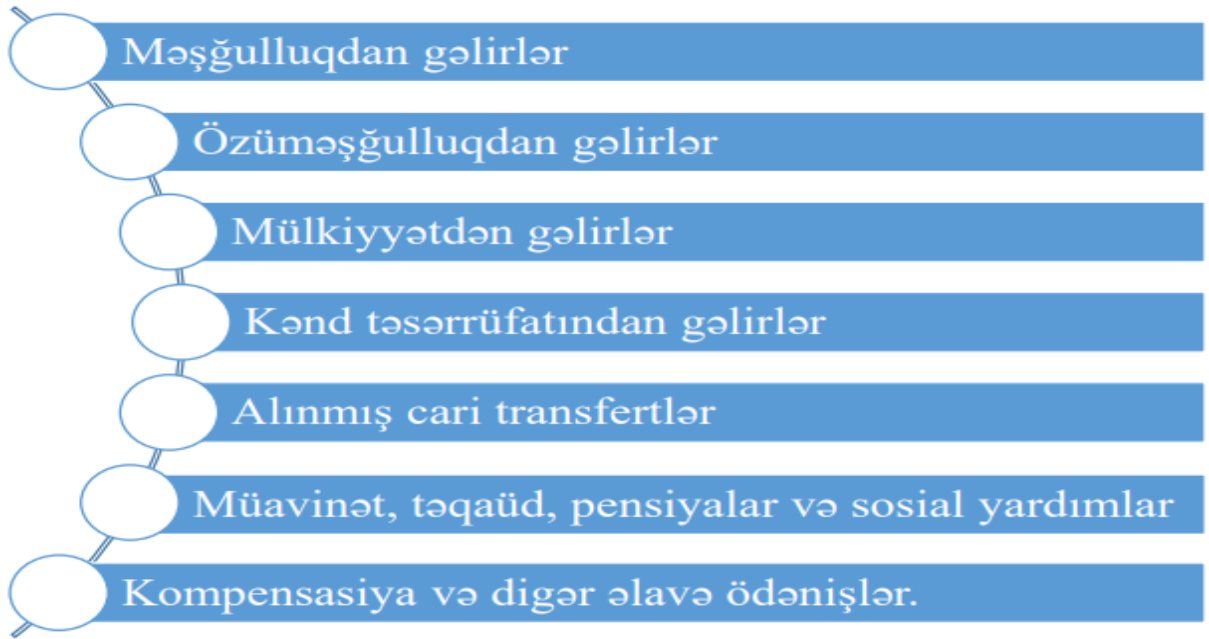 Məşğulluqdan gəlirlər
Özüməşğulluqdan gəlirlər
Mülkiyyətdən gəlirlər
Kənd təsərrüfatından gəlirlər
Alınmış cari transfertlər
Müavinət, təqaüd, pensiyalar və sosial yardımlar
Kompensasiya və digər əlavə ödənişlər.